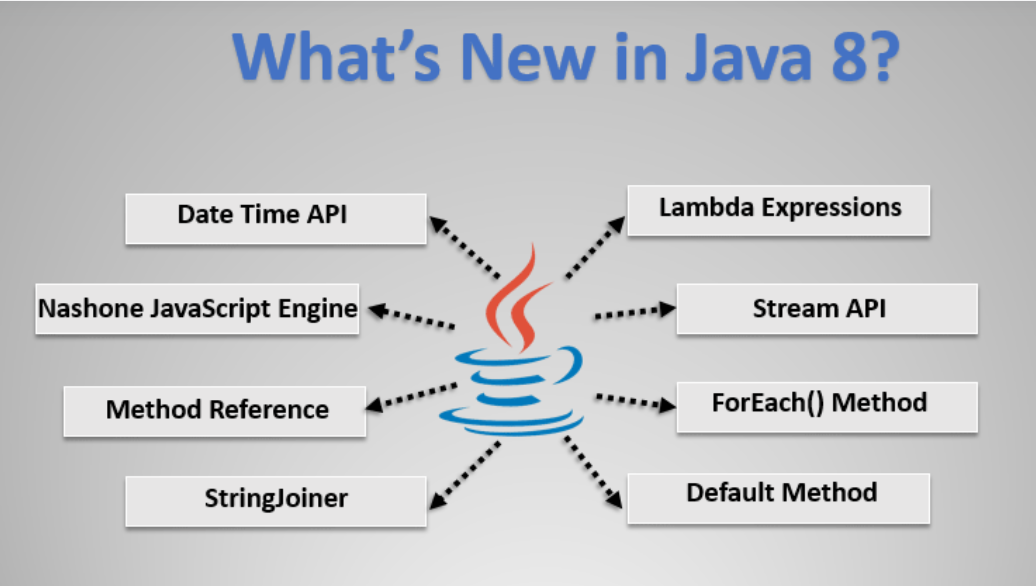 What's New in Java 8?
Date Time API
Lambda Expressions
Nashone JavaScript Engine
Stream API
Method Reference
ForEach() Method
StringJoiner
Default Method